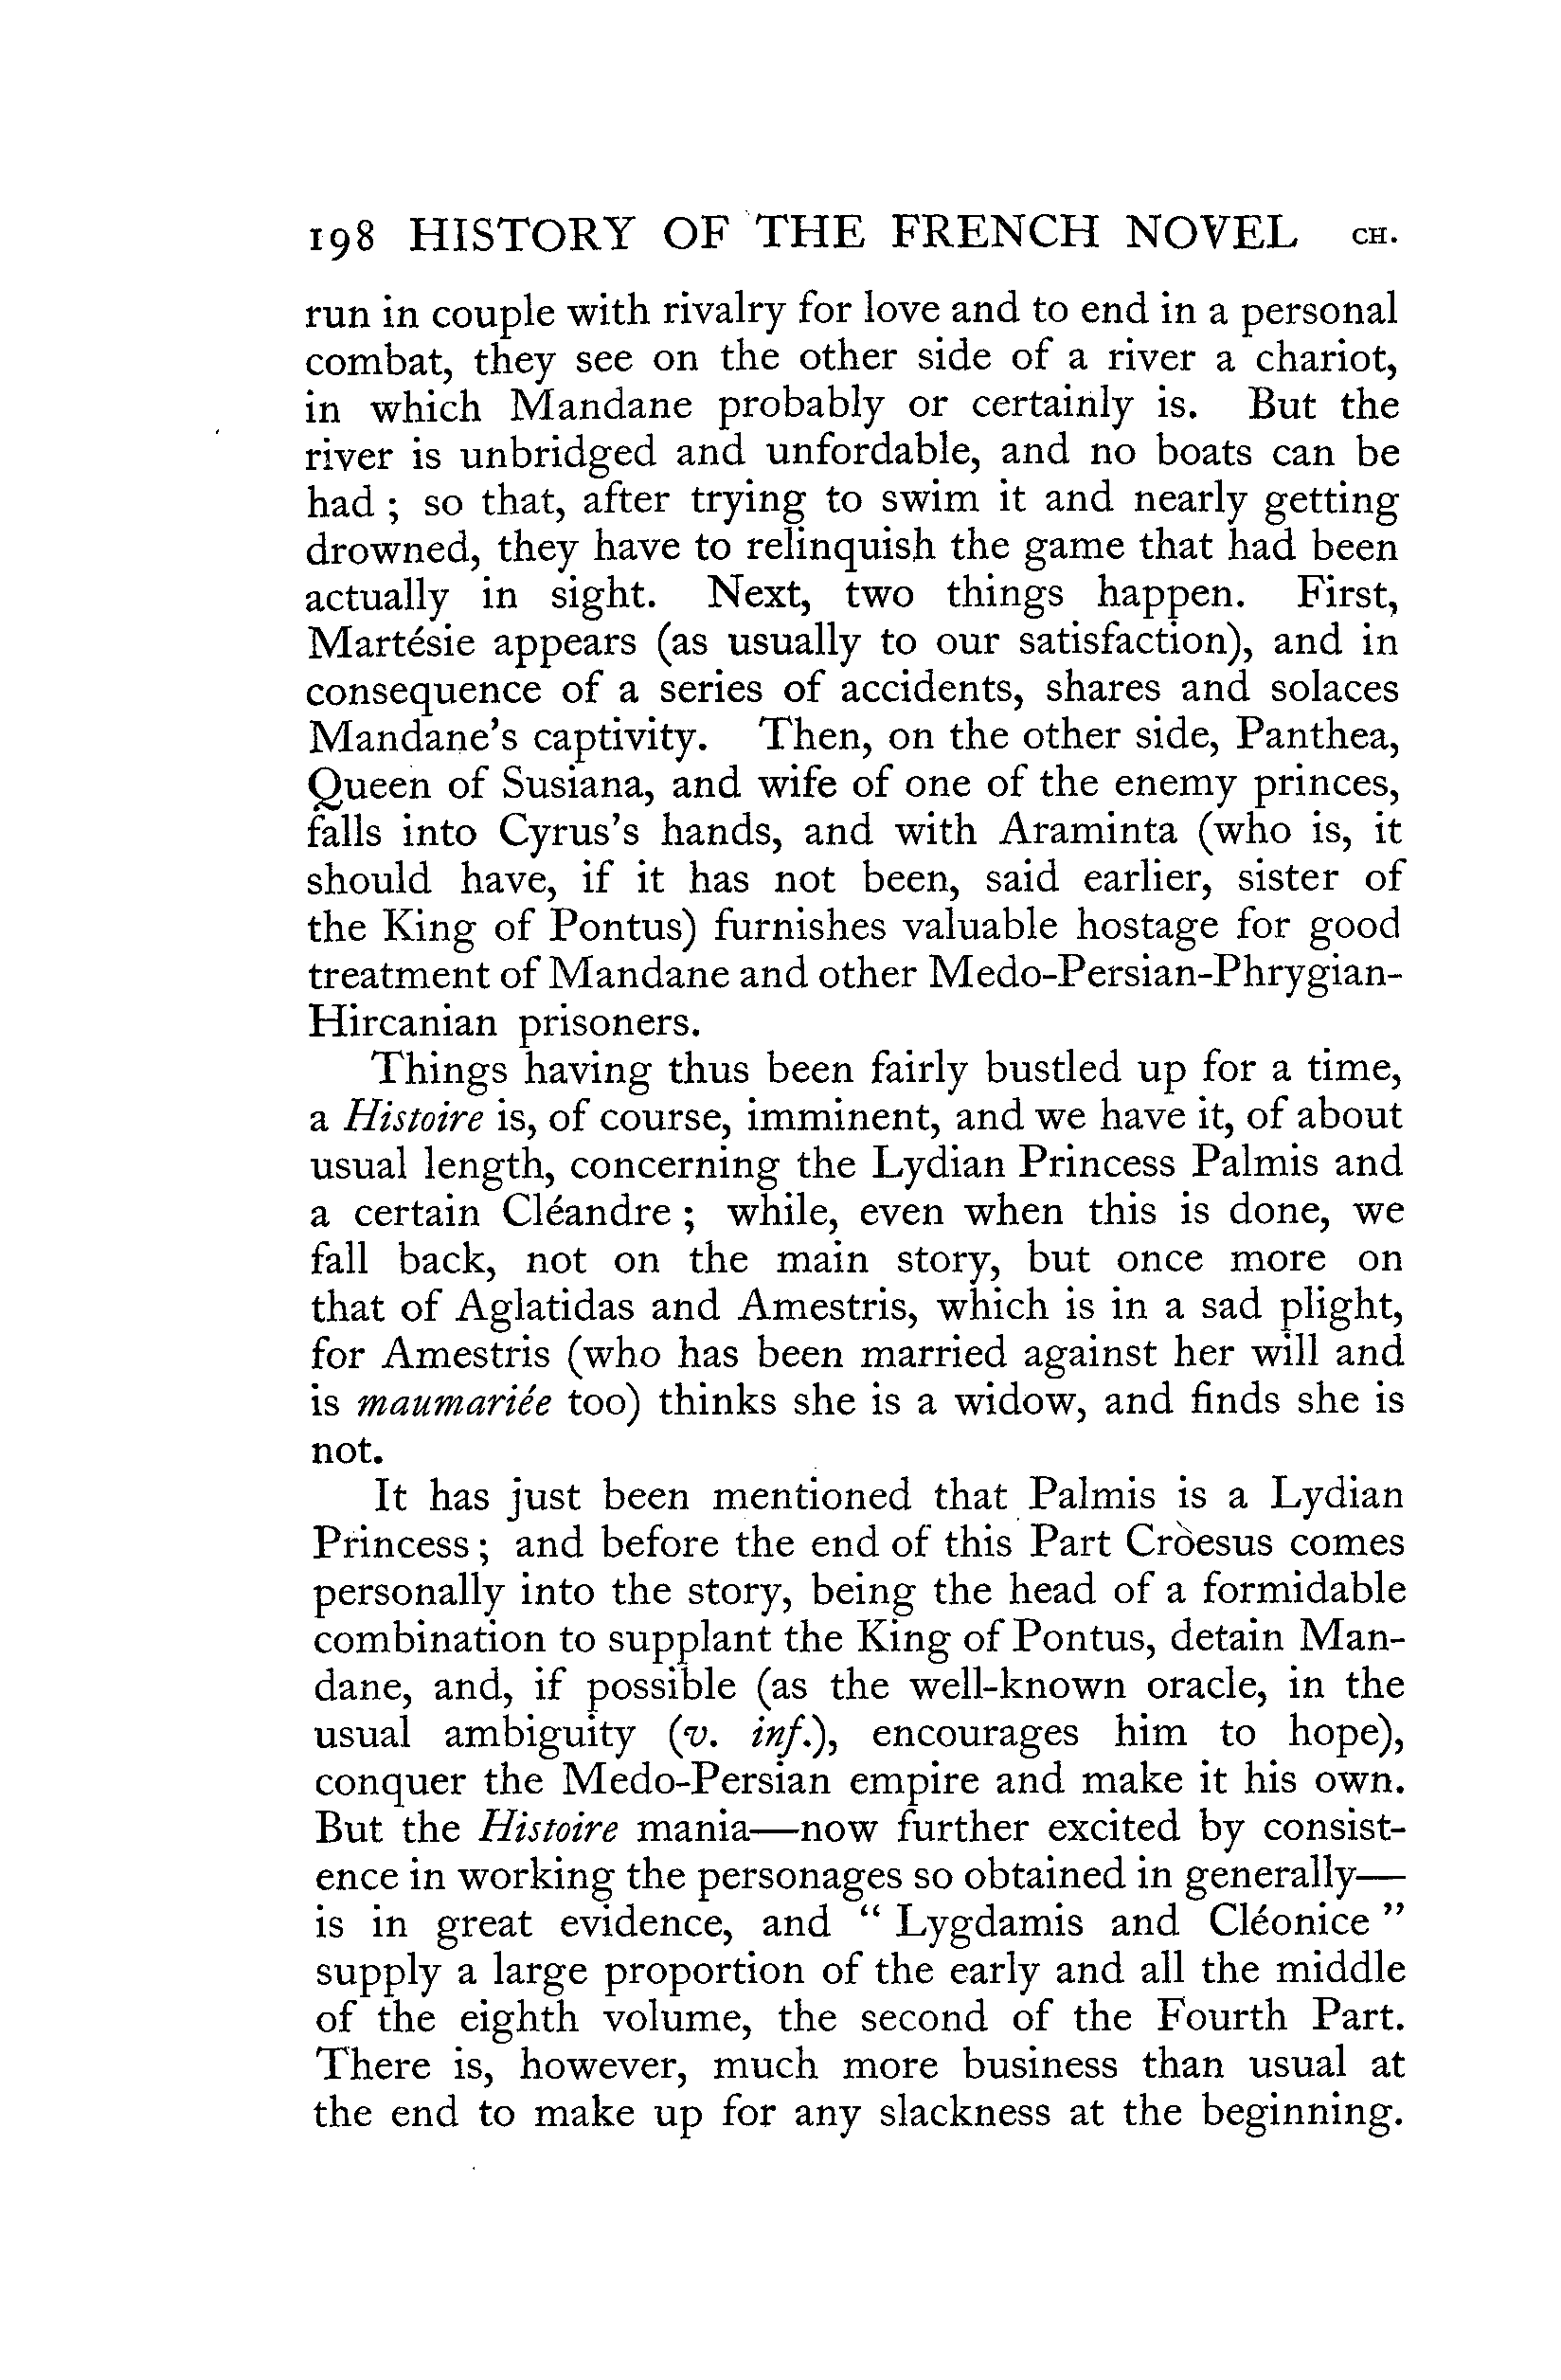 198 HISTORY OF THE FRENCH NOVEL CH.
run in couple with rivalry for love and to end in a personal
combat, they see on the other side of a river a chariot,
in which Mandane probably or certainly is. But the
river is unbridged and unfordable, and no boats can be
had ; so that, after trying to swim it and nearly getting
drowned, they have to relinquish the game that had been
actually in sight. Next, two things happen. First,
Martésie appears (as usually to our satisfaction), and in
consequence of a series of accidents, shares and solaces
Mandane's captivity. Then, on the other side, Panthea,
Queen of Susiana, and wife of one of the enemy princes,
falls into Cyrus's hands, and with Araminta (who is, it
should have, if it has not been, said earlier, sister of
the King of Pontus) furnishes valuable hostage for good
treatment of Mandane and other Medo-Persian-Phrygian-
Hircanian prisoners.
Things having thus been fairly bustled up for a time,
a Histoire is, of course, imminent, and we have it, of about
usual length, concerning the Lydian Princess Palmis and
a certain Cléandre ; while, even when this is done, we
fall back, not on the main story, but once more on
that of Aglatidas and Amestris, which is in a sad plight,
for Amestris (who has been married against her will and
is maumariée too) thinks she is a widow, and finds she is
not.
It has just been mentioned that Palmis is a Lydian
Princess ; and before the end of this Part Croesus comes
personally into the story, being the head of a formidable
combination to supplant the King of Pontus, detain Man-
dane, and, if possible (as the well-known oracle, in the
usual ambiguity (v. inf.), encourages him to hope),
conquer the Medo-Persian empire and make it his own.
But the Histoire mania—now further excited by consist-
ence in working the personages so obtained in generally—
is in great evidence, and " Lygdamis and Cléonice "
supply a large proportion of the early and all the middle
of the eighth volume, the second of the Fourth Part.
There is, however, much more business than usual at
the end to make up for any slackness at the beginning.